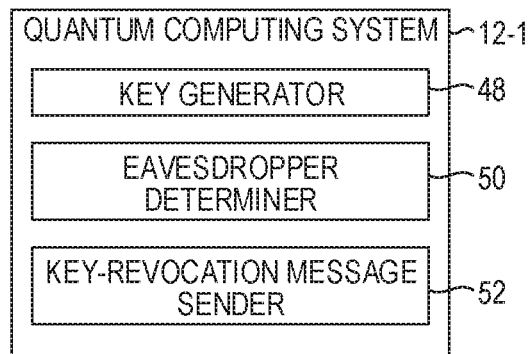 QUANTUM COMPUTING SYSTEM 12-1
KEY GENERATOR 48
EAVESDROPPER
DETERMINER 50
KEY-REVOCATION MESSAGE
SENDER 52